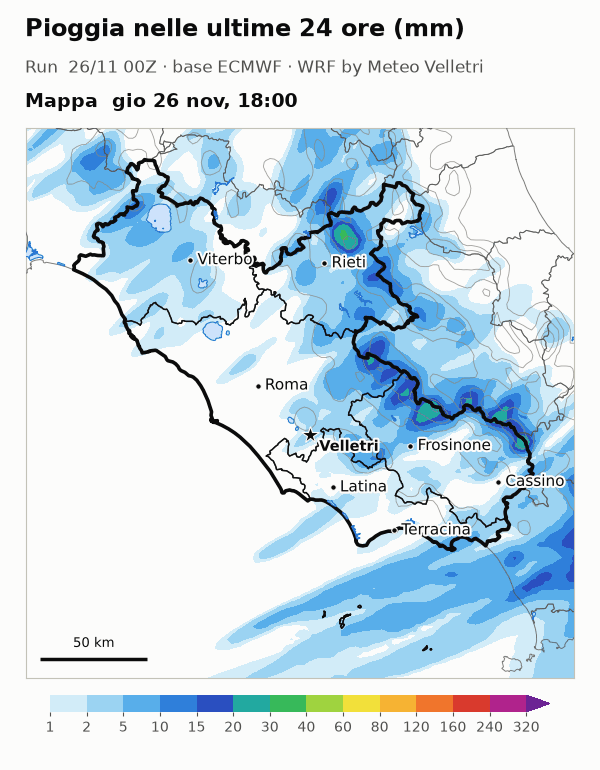 Pioggia nelle ultime 24 ore (mm)
Run  26/11 00Z · base ECMWF · WRF by Meteo Velletri
Mappa  gio 26 nov, 18:00
Viterbo
Rieti
Roma
Velletri
Frosinone
Latina
Cassino
Terracina
50 km
1 2 5 10 15 20 30 40 60 80 120 160 240 320